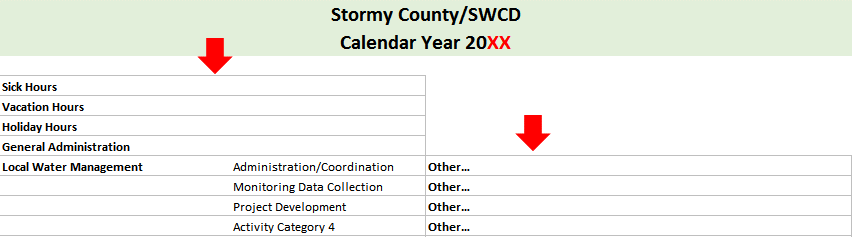 Stormy County/SWCD
Calendar Year 20XX
Sick Hours
Vacation Hours
Holiday Hours
General Administration
Local Water Management Administration/Coordination Other...
Monitoring Data Collection Other...
Project Development Other...
Activity Category 4 Other...